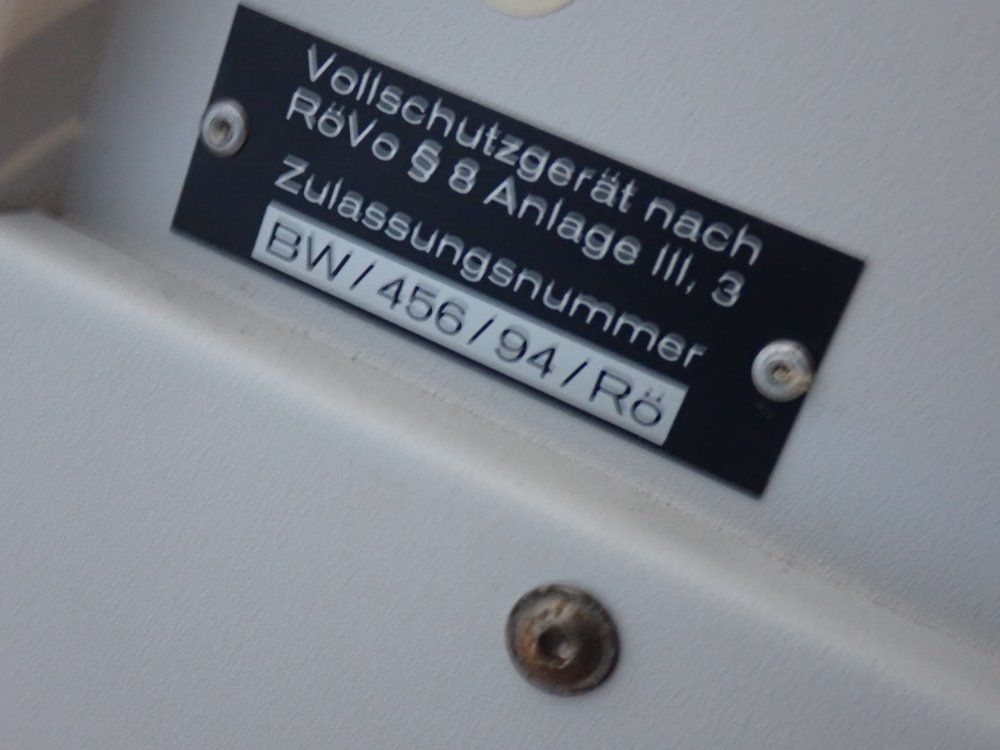 Vollschutzgerät nach
RöVo § 8 Anlage III, 3
Zulassungsnummer
BW/456/94/Rö